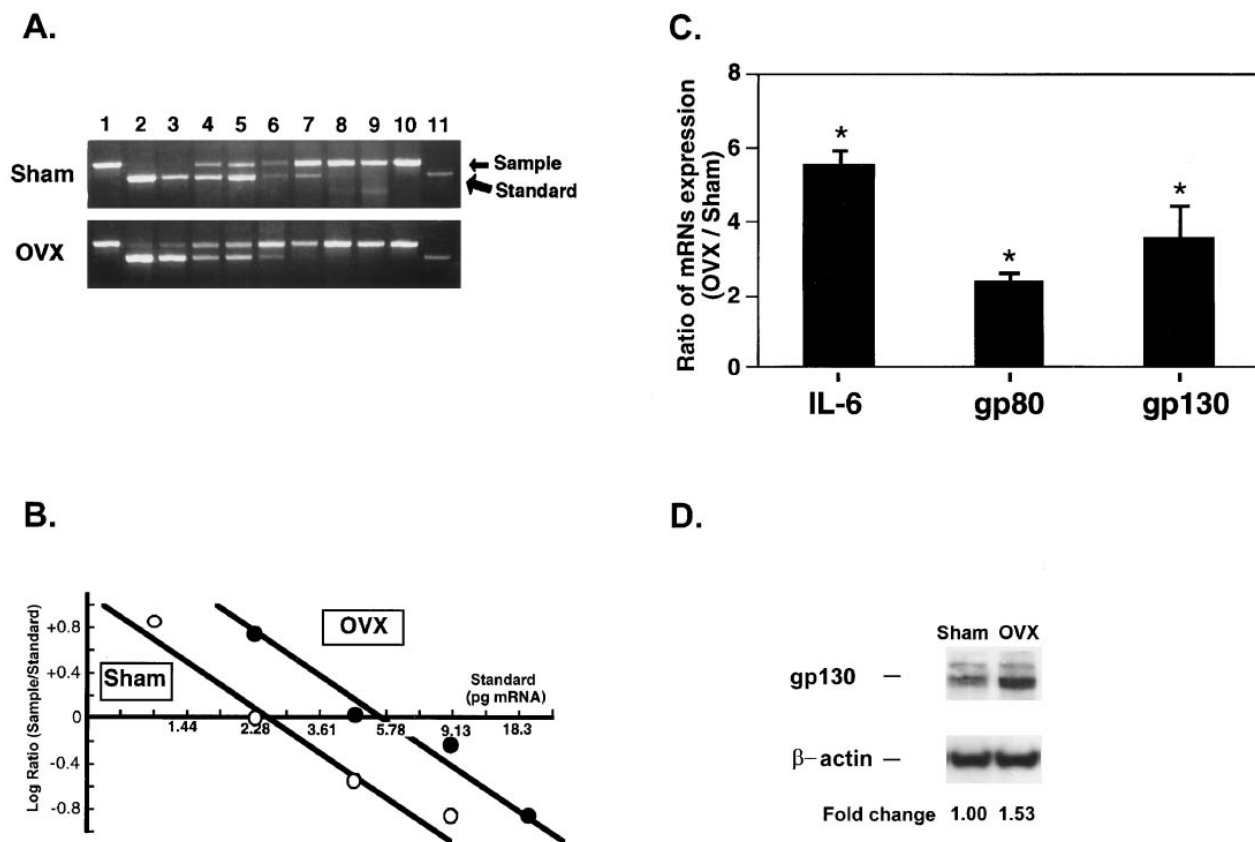 A.
1 2 3 4 5 6 7 8 9 10 11
Sham
Sample
Standard
OVX
C.
Ratio of mRNs expression
(OVX / Sham)
8
6
4
2
0
*
*
*
IL-6 gp80 gp130
B.
Log Ratio (Sample/Standard)
+0.8
+0.4
0
-0.4
-0.8
Sham
OVX
Standard
(pg mRNA)
1.44 2.28 3.61 5.78 9.13 18.3
D.
Sham OVX
gp130
β-actin
Fold change 1.00 1.53